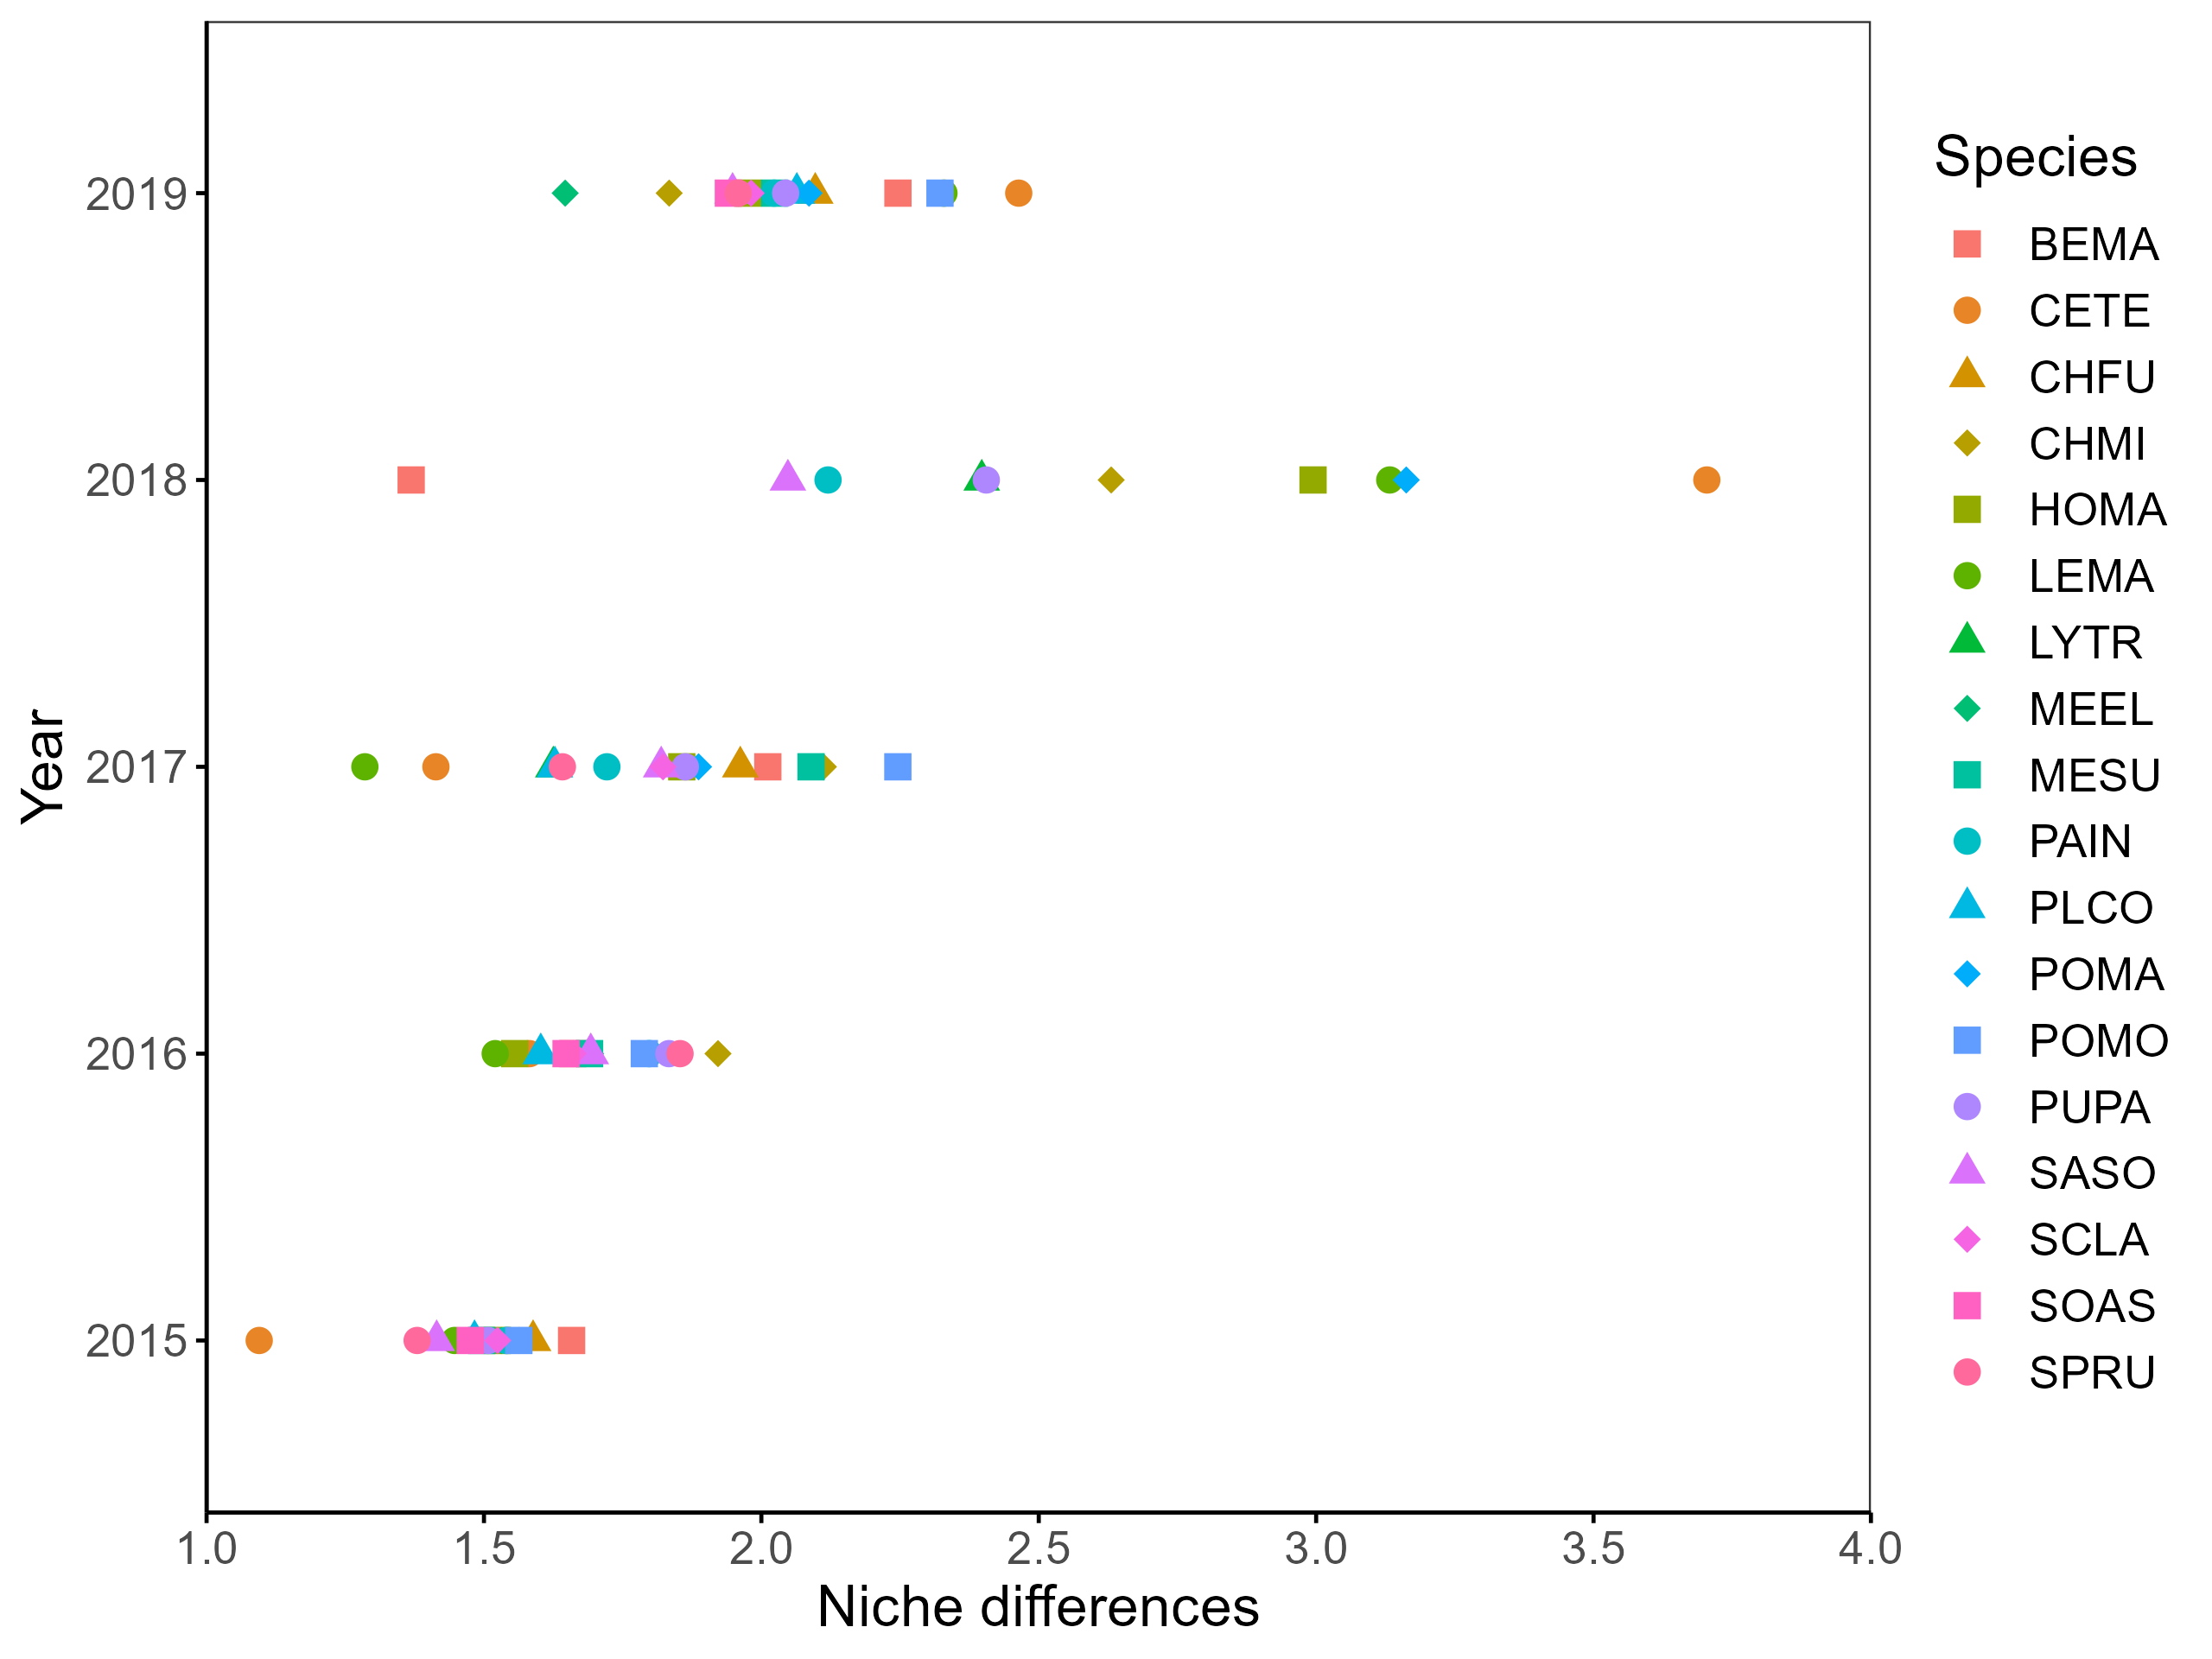 Year
2019
2018
2017
2016
2015
1.0 1.5 2.0 2.5 3.0 3.5 4.0
Niche differences
Species
BEMA
CETE
CHFU
CHMI
HOMA
LEMA
LYTR
MEEL
MESU
PAIN
PLCO
POMA
POMO
PUPA
SASO
SCLA
SOAS
SPRU